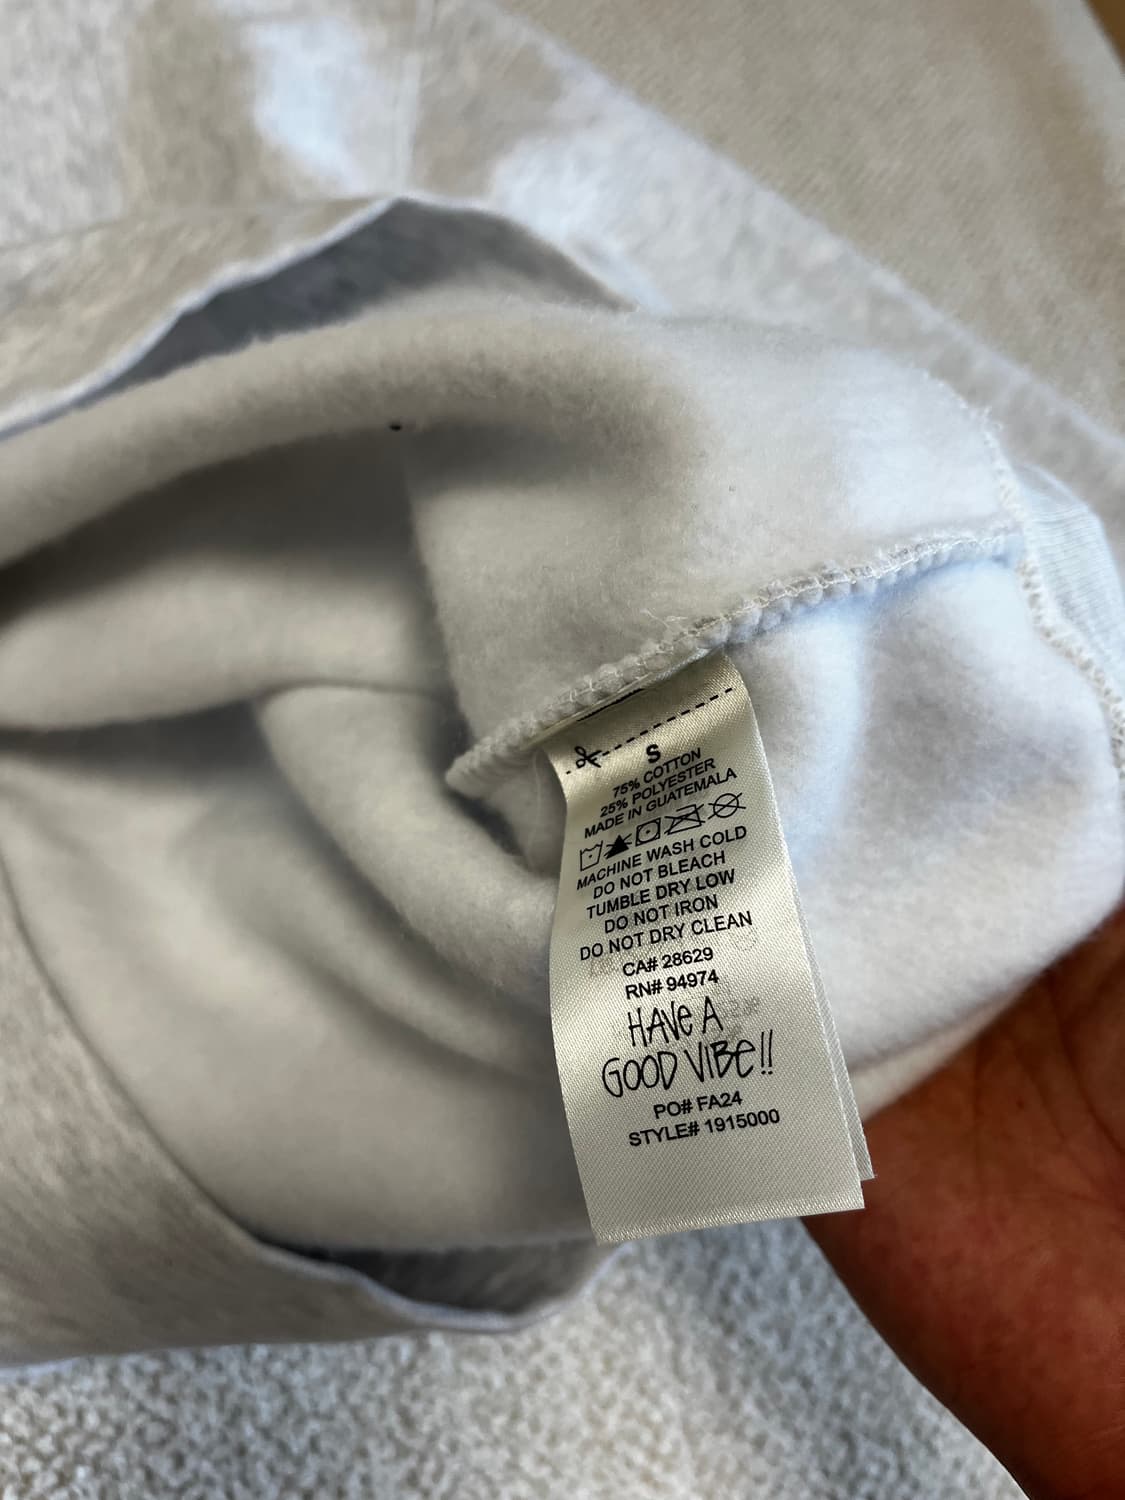 S
75% COTTON
25% POLYESTER
MADE IN GUATEMALA
MACHINE WASH COLD
DO NOT BLEACH
TUMBLE DRY LOW
DO NOT IRON
DO NOT DRY CLEAN
CA# 28629
RN# 94974
HAVE A
GOOD VIBE!!
PO# FA24
STYLE# 1915000